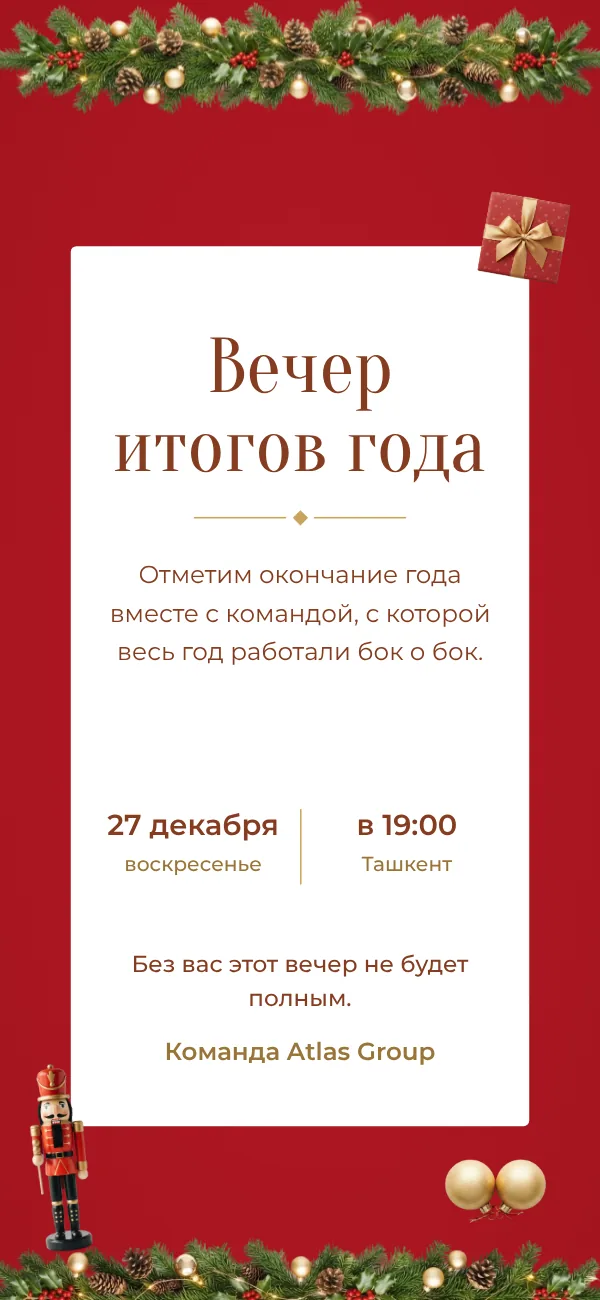 Вечер
итогов года
Отметим окончание года
вместе с командой, с которой
весь год работали бок о бок.
27 декабря
воскресенье
в 19:00
Ташкент
Без вас этот вечер не будет
полным.
Команда Atlas Group